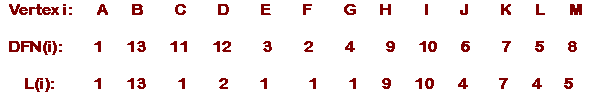 Vertex i: A B C D E F G H I J K L M
DFN(i): 1 13 11 12 3 2 4 9 10 6 7 5 8
L(i): 1 13 1 2 1 1 1 9 10 4 7 4 5